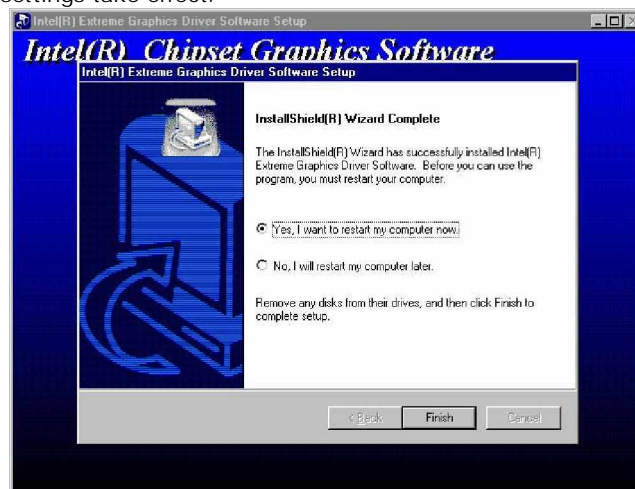 settings take effect.
Intel(R) Extreme Graphics Driver Software Setup
Intel(R) Chipset Graphics Software
Intel(R) Extreme Graphics Driver Software Setup
InstallShield(R) Wizard Complete
The InstallShield(R) Wizard has successfully installed Intel(R)
Extreme Graphics Driver Software. Before you can use the
program, you must restart your computer.
Yes, I want to restart my computer now.
No, I will restart my computer later.
Remove any disks from their drives, and then click Finish to
complete setup.
< Back Finish Cancel